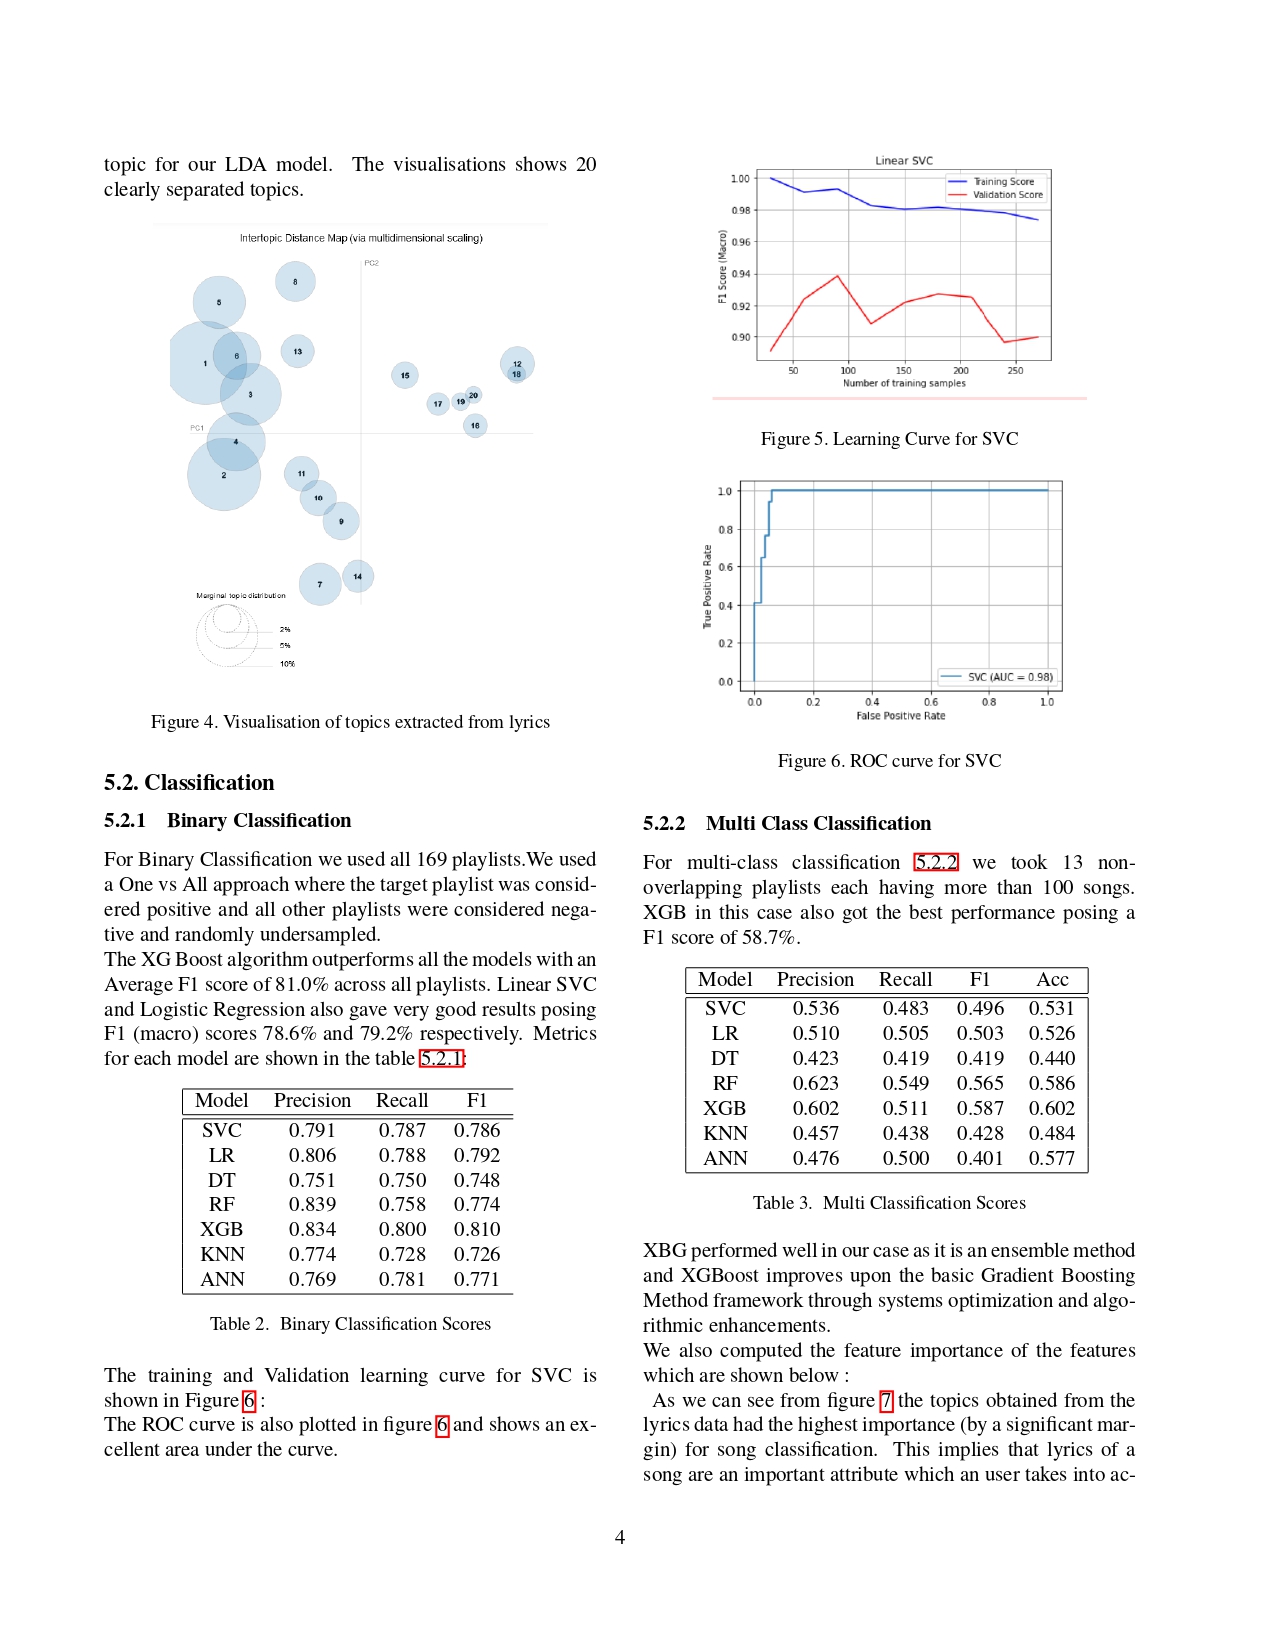 topic for our LDA model. The visualisations shows 20
clearly separated topics.
Intertopic Distance Map (via multidimensional scaling)
PC2
8
5
1
6
13
3
15
12
18
17
19
20
16
PC1
4
2
11
10
9
7
14
Marginal topic distribution
2%
5%
10%
Figure 4. Visualisation of topics extracted from lyrics
5.2. Classification
5.2.1 Binary Classification
For Binary Classification we used all 169 playlists.We used
a One vs All approach where the target playlist was consid-
ered positive and all other playlists were considered nega-
tive and randomly undersampled.
The XG Boost algorithm outperforms all the models with an
Average F1 score of 81.0% across all playlists. Linear SVC
and Logistic Regression also gave very good results posing
F1 (macro) scores 78.6% and 79.2% respectively. Metrics
for each model are shown in the table 5.2.1:
Model Precision Recall F1
SVC 0.791 0.787 0.786
LR 0.806 0.788 0.792
DT 0.751 0.750 0.748
RF 0.839 0.758 0.774
XGB 0.834 0.800 0.810
KNN 0.774 0.728 0.726
ANN 0.769 0.781 0.771
Table 2. Binary Classification Scores
The training and Validation learning curve for SVC is
shown in Figure 6 :
The ROC curve is also plotted in figure 6 and shows an ex-
cellent area under the curve.
Linear SVC
Training Score
Validation Score
F1 Score (Macro)
1.00
0.98
0.96
0.94
0.92
0.90
50 100 150 200 250
Number of training samples
Figure 5. Learning Curve for SVC
True Positive Rate
1.0
0.8
0.6
0.4
0.2
0.0
SVC (AUC = 0.98)
0.0 0.2 0.4 0.6 0.8 1.0
False Positive Rate
Figure 6. ROC curve for SVC
5.2.2 Multi Class Classification
For multi-class classification 5.2.2 we took 13 non-
overlapping playlists each having more than 100 songs.
XGB in this case also got the best performance posing a
F1 score of 58.7%.
Model Precision Recall F1 Acc
SVC 0.536 0.483 0.496 0.531
LR 0.510 0.505 0.503 0.526
DT 0.423 0.419 0.419 0.440
RF 0.623 0.549 0.565 0.586
XGB 0.602 0.511 0.587 0.602
KNN 0.457 0.438 0.428 0.484
ANN 0.476 0.500 0.401 0.577
Table 3. Multi Classification Scores
XBG performed well in our case as it is an ensemble method
and XGBoost improves upon the basic Gradient Boosting
Method framework through systems optimization and algo-
rithmic enhancements.
We also computed the feature importance of the features
which are shown below :
As we can see from figure 7 the topics obtained from the
lyrics data had the highest importance (by a significant mar-
gin) for song classification. This implies that lyrics of a
song are an important attribute which an user takes into ac-
4